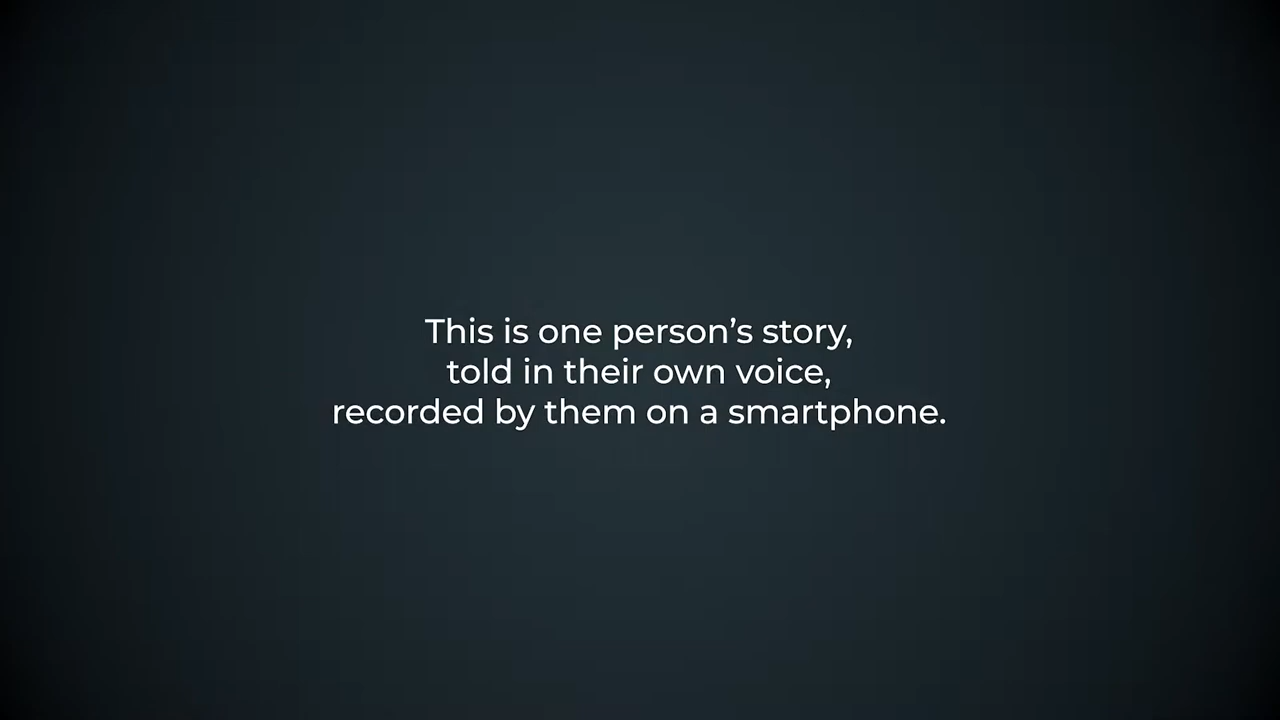 This is one person’s story,
told in their own voice,
recorded by them on a smartphone.